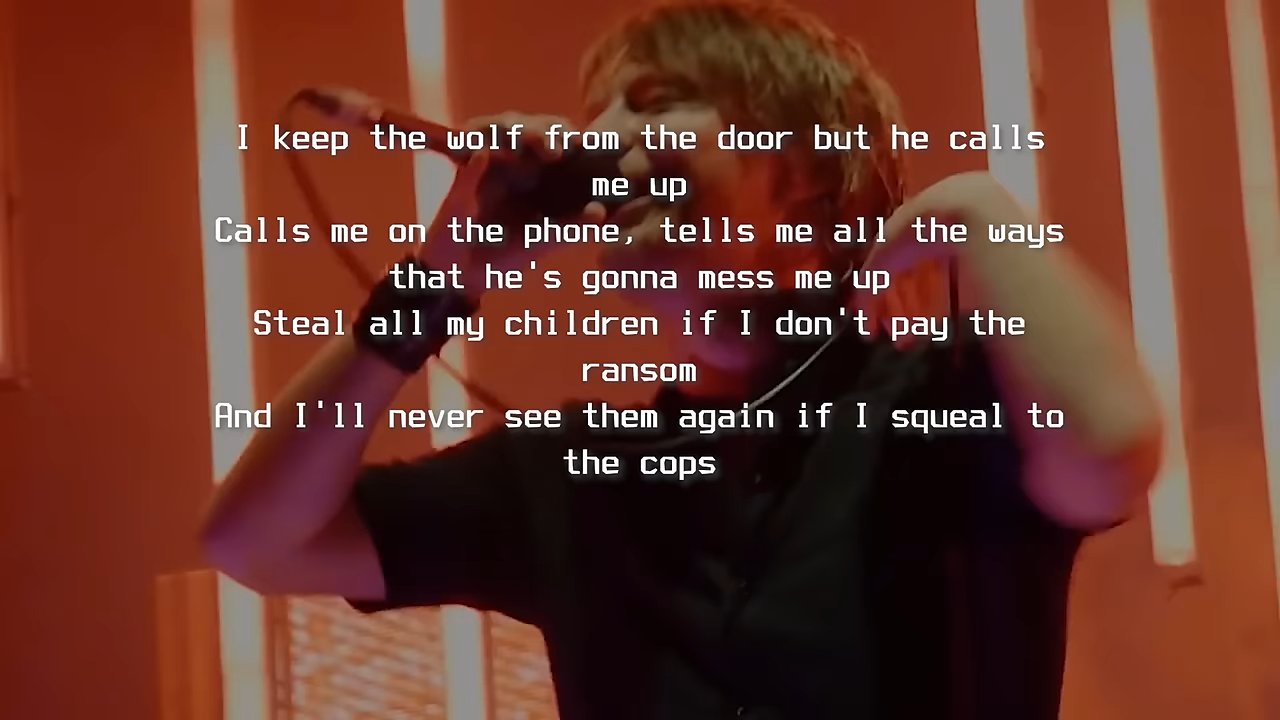 I keep the wolf from the door but he calls
me up
Calls me on the phone, tells me all the ways
that he's gonna mess me up
Steal all my children if I don't pay the
ransom
And I'll never see them again if I squeal to
the cops